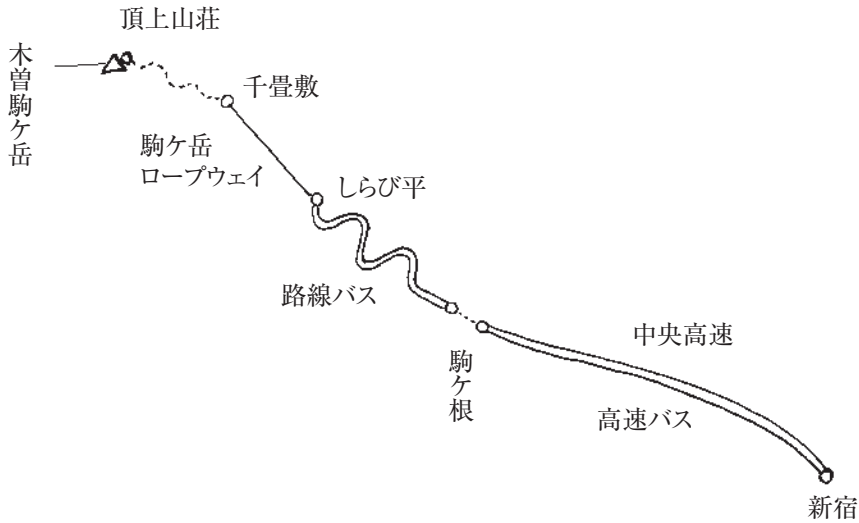 頂上山荘
木曽駒ケ岳
千畳敷
駒ケ岳
ロープウェイ
しらび平
路線バス
中央高速
駒ケ根
高速バス
新宿